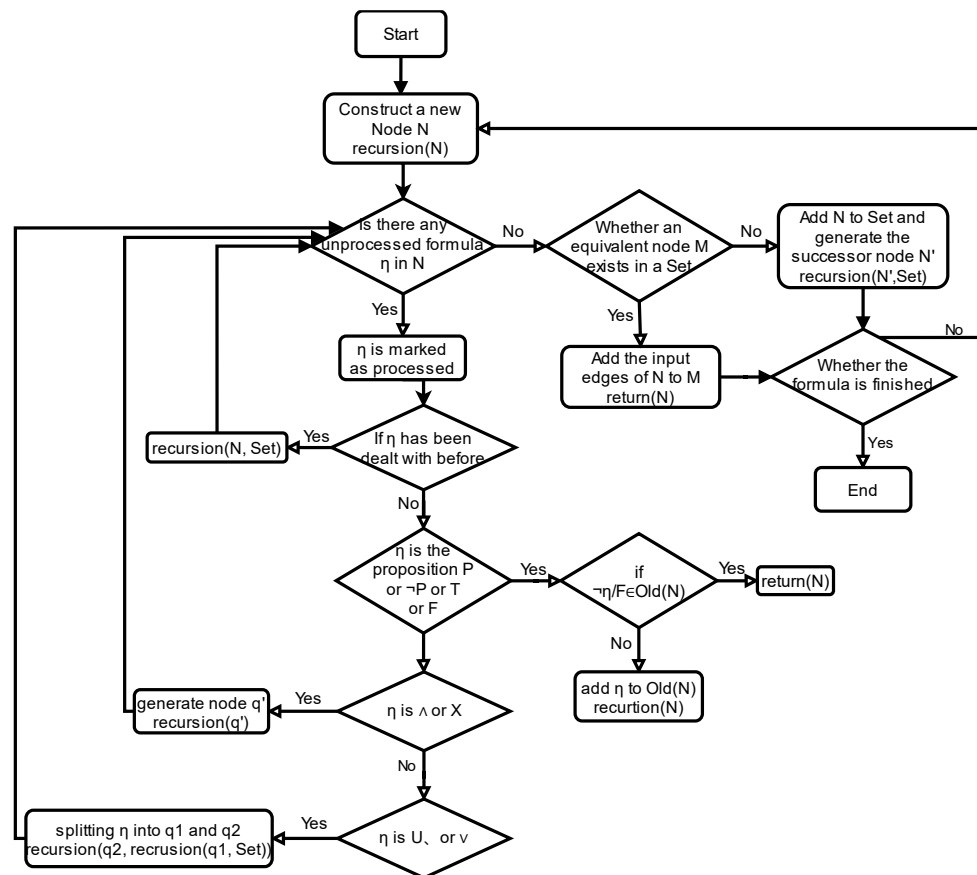 Start
Construct a new
Node N
recursion(N)
Is there any
unprocessed formula
η in N
No
Whether an
equivalent node M
exists in a Set
No
Add N to Set and
generate the
successor node N'
recursion(N',Set)
Yes
Yes
No
η is marked
as processed
Add the input
edges of N to M
return(N)
Whether the
formula is finished
recursion(N, Set)
Yes
If η has been
dealt with before
Yes
End
No
η is the
proposition P
or ¬P or T
or F
Yes
if
¬η/F∈Old(N)
Yes
return(N)
No
add η to Old(N)
recurtion(N)
generate node q'
recursion(q')
Yes
η is ∧ or X
No
splitting η into q1 and q2
recursion(q2, recrusion(q1, Set))
Yes
η is U、or ∨